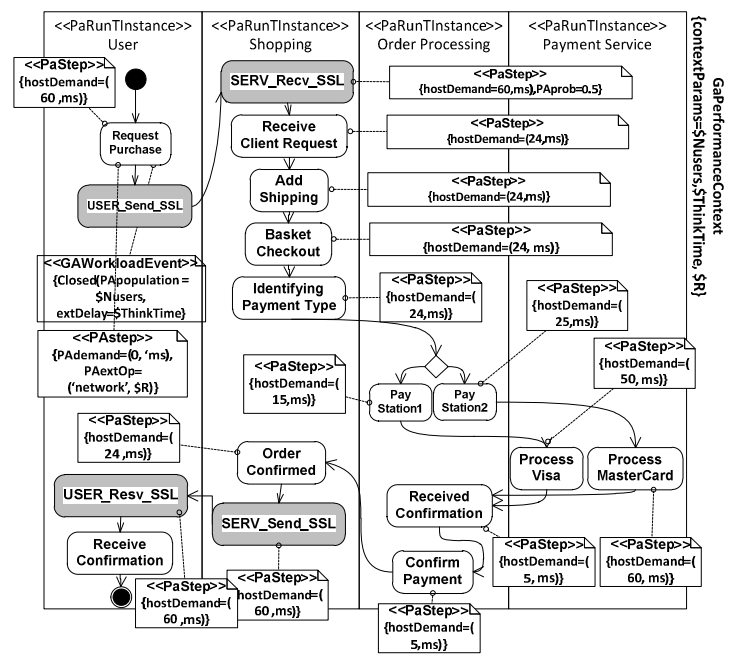 <<PaRunTInstance>>
User
<<PaRunTInstance>>
Shopping
<<PaRunTInstance>>
Order Processing
<<PaRunTInstance>>
Payment Service
GaPerformanceContext
{contextParams=$Nusers,$ThinkTime, $R}
<<PaStep>>
{hostDemand=(
60 ,ms)}
Request
Purchase
USER_Send_SSL
<<GAWorkloadEvent>>
{Closed(PApopulation =
$Nusers,
extDelay=$ThinkTime}
<<PAstep>>
{PAdemand=(0, ‘ms),
PAextOp=
(‘network’, $R)}
SERV_Recv_SSL
<<PaStep>>
{hostDemand=60,ms),PAprob=0.5}
Receive
Client Request
<<PaStep>>
{hostDemand=(24,ms)}
Add
Shipping
<<PaStep>>
{hostDemand=(24,ms)}
Basket
Checkout
<<PaStep>>
{hostDemand=(24, ms)}
Identifying
Payment Type
<<PaStep>>
{hostDemand=(
24,ms)}
<<PaStep>>
{hostDemand=(
25,ms)}
<<PaStep>>
{hostDemand=(
15,ms)}
Pay
Station1
Pay
Station2
<<PaStep>>
{hostDemand=(
50, ms)}
<<PaStep>>
{hostDemand=(
24 ,ms)}
Order
Confirmed
Process
Visa
Process
MasterCard
USER_Resv_SSL
SERV_Send_SSL
Received
Confirmation
Receive
Confirmation
Confirm
Payment
<<PaStep>>
{hostDemand=(
5, ms)}
<<PaStep>>
{hostDemand=(
60, ms)}
<<PaStep>>
{hostDemand=(
60 ,ms)}
<<PaStep>>
{hostDemand=(
60 ,ms)}
<<PaStep>>
{hostDemand=(
5,ms)}